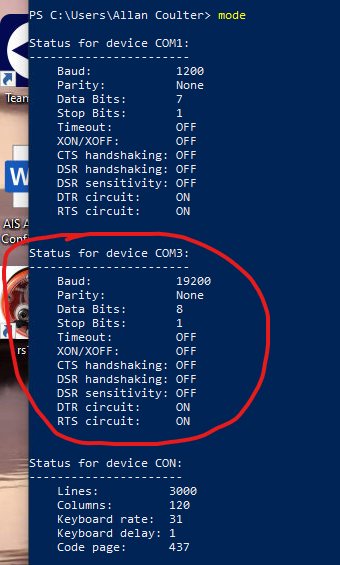 PS C:\Users\Allan Coulter> mode
Status for device COM1:
-----------------------
Baud: 1200
Parity: None
Data Bits: 7
Stop Bits: 1
Timeout: OFF
XON/XOFF: OFF
CTS handshaking: OFF
DSR handshaking: OFF
DSR sensitivity: OFF
DTR circuit: ON
RTS circuit: ON
Status for device COM3:
-----------------------
Baud: 19200
Parity: None
Data Bits: 8
Stop Bits: 1
Timeout: OFF
XON/XOFF: OFF
CTS handshaking: OFF
DSR handshaking: OFF
DSR sensitivity: OFF
DTR circuit: ON
RTS circuit: ON
Status for device CON:
----------------------
Lines: 3000
Columns: 120
Keyboard rate: 31
Keyboard delay: 1
Code page: 437
Team
W
AIS A
Conf